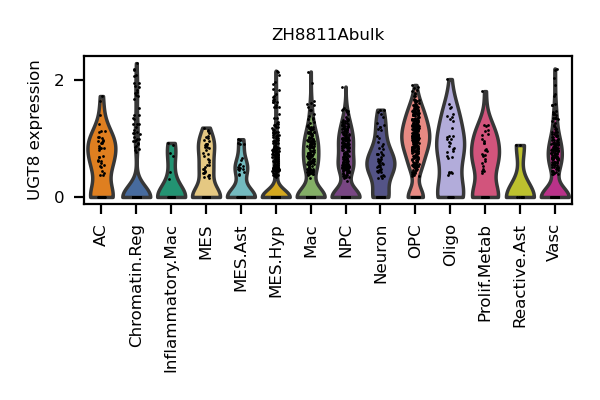 ZH8811Abulk
UGT8 expression
2
0
AC
Chromatin.Reg
Inflammatory.Mac
MES
MES.Ast
MES.Hyp
Mac
NPC
Neuron
OPC
Oligo
Prolif.Metab
Reactive.Ast
Vasc